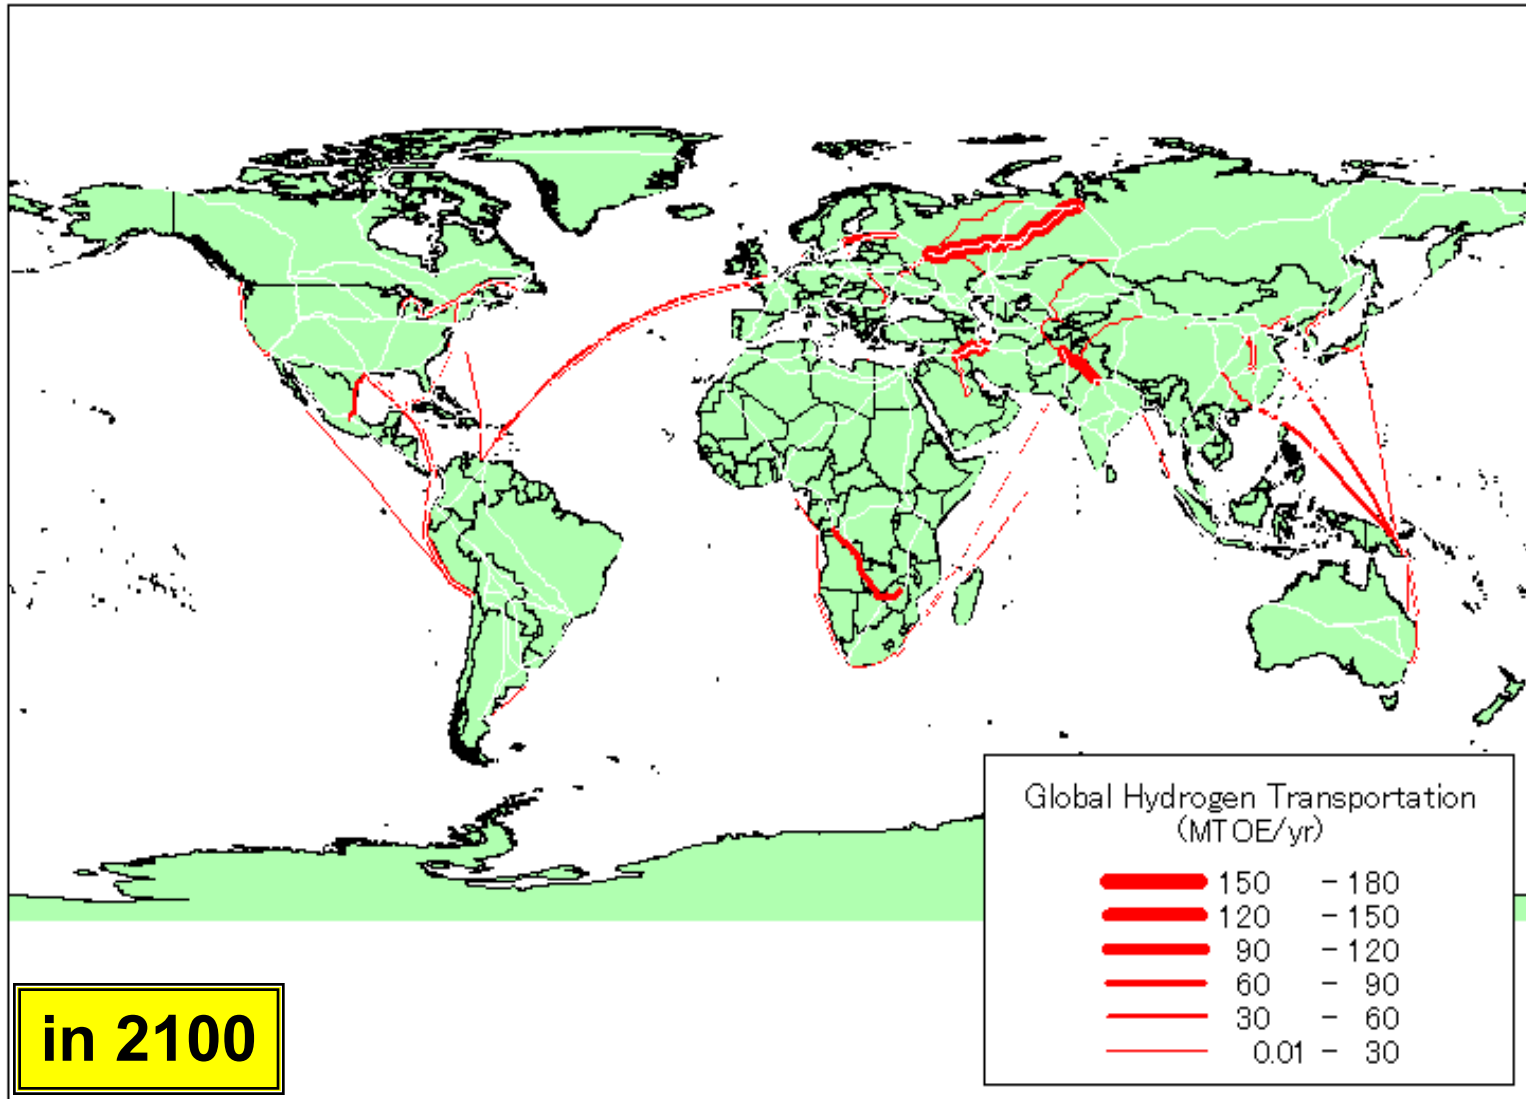 Global Hydrogen Transportation
(MTOE/yr)
150 - 180
120 - 150
90 - 120
60 - 90
30 - 60
0.01 - 30
in 2100